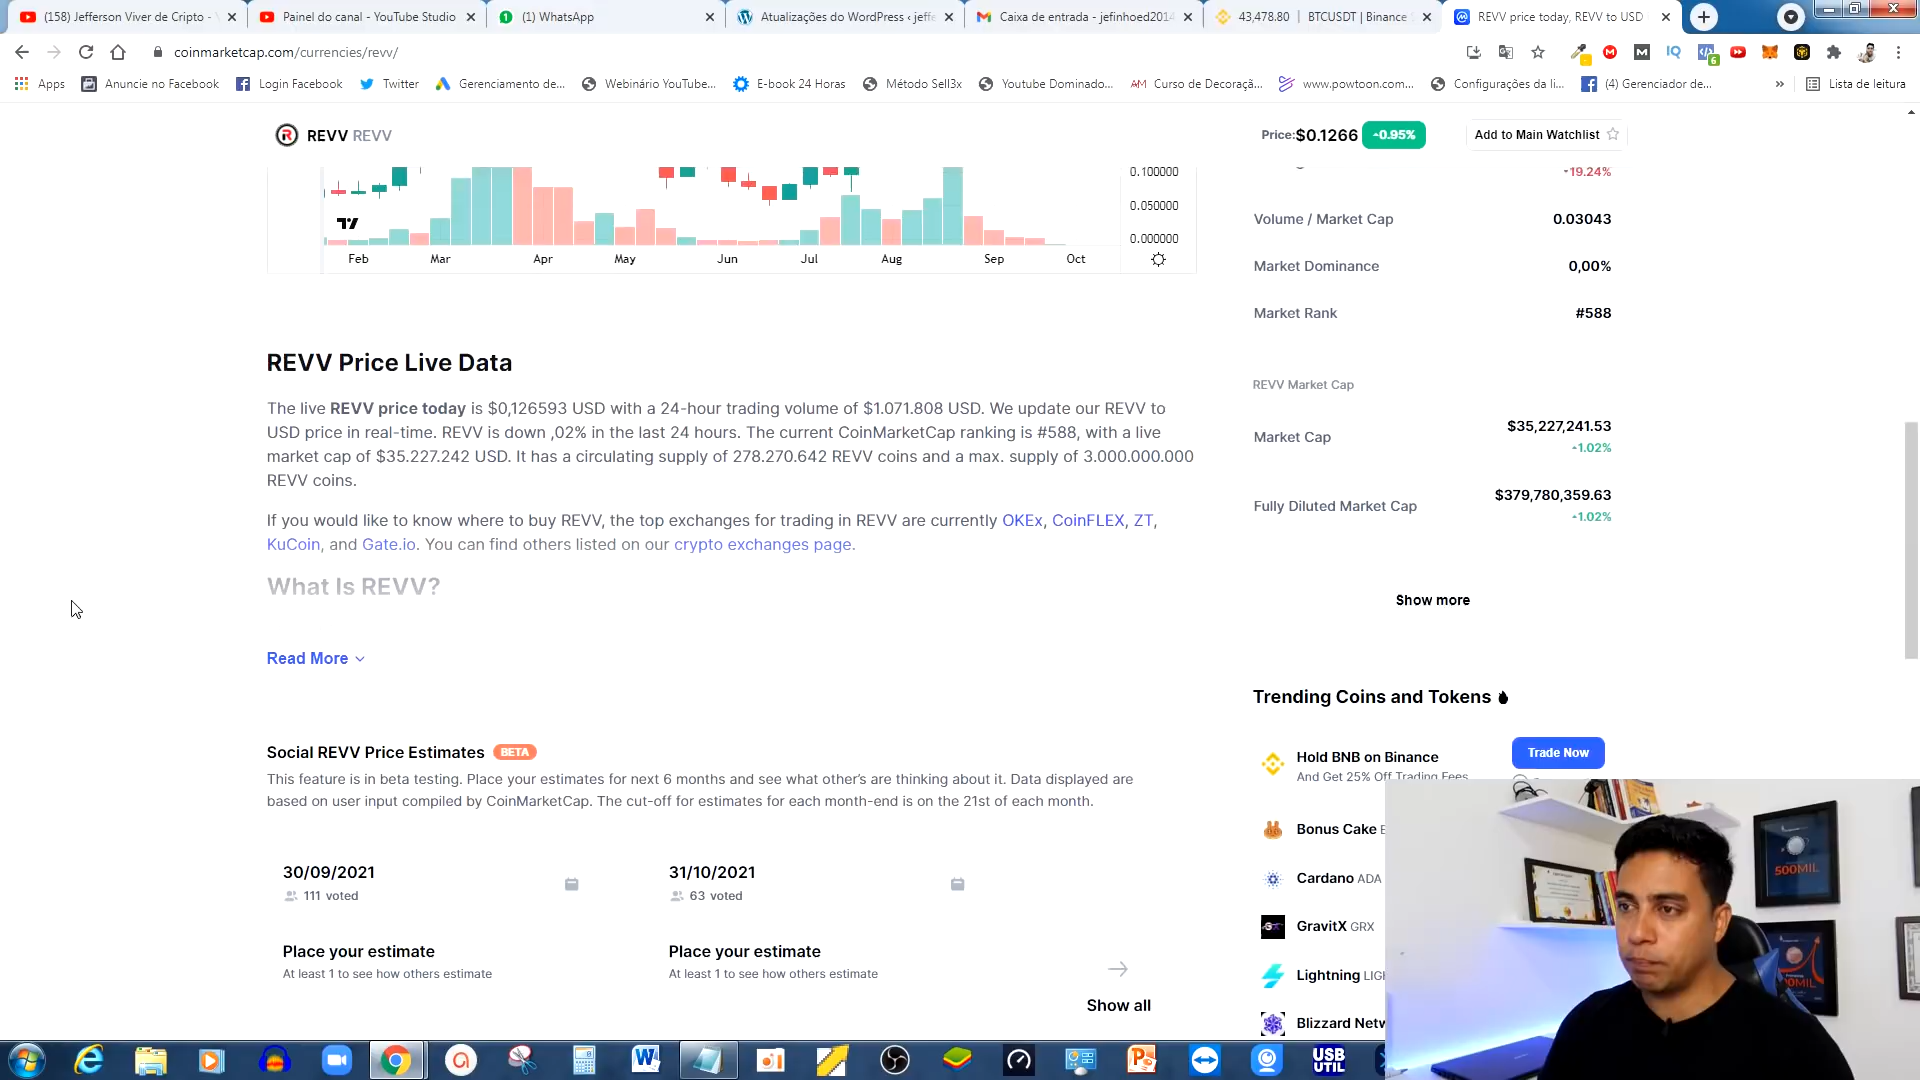 (158) Jefferson Viver de Cripto -
Painel do canal - YouTube Studio
(1) WhatsApp
Atualizações do WordPress ‹ jeffe
Caixa de entrada - jefinhoed2014
43,478.80 | BTCUSDT | Binance
REVV price today, REVV to USD
coinmarketcap.com/currencies/revv/
Apps
Anuncie no Facebook
Login Facebook
Twitter
Gerenciamento de...
Webinário YouTube...
E-book 24 Horas
Método Sell3x
Youtube Dominado...
AM Curso de Decoraçã...
www.powtoon.com...
Configurações da li...
(4) Gerenciador de...
»
Lista de leitura
REVV REVV
Price:$0.1266 0.95%
Add to Main Watchlist
0.100000
0.050000
0.000000
Feb Mar Apr May Jun Jul Aug Sep Oct
19.24%
Volume / Market Cap 0.03043
Market Dominance 0,00%
Market Rank #588
REVV Market Cap
Market Cap $35,227,241.53
1.02%
Fully Diluted Market Cap $379,780,359.63
1.02%
Show more
REVV Price Live Data
The live REVV price today is $0,126593 USD with a 24-hour trading volume of $1.071.808 USD. We update our REVV to
USD price in real-time. REVV is down ,02% in the last 24 hours. The current CoinMarketCap ranking is #588, with a live
market cap of $35.227.242 USD. It has a circulating supply of 278.270.642 REVV coins and a max. supply of 3.000.000.000
REVV coins.
If you would like to know where to buy REVV, the top exchanges for trading in REVV are currently OKEx, CoinFLEX, ZT,
KuCoin, and Gate.io. You can find others listed on our crypto exchanges page.
What Is REVV?
Read More
Social REVV Price Estimates BETA
This feature is in beta testing. Place your estimates for next 6 months and see what other's are thinking about it. Data displayed are
based on user input compiled by CoinMarketCap. The cut-off for estimates for each month-end is on the 21st of each month.
30/09/2021
111 voted
Place your estimate
At least 1 to see how others estimate
31/10/2021
63 voted
Place your estimate
At least 1 to see how others estimate
Show all
Trending Coins and Tokens
Hold BNB on Binance
And Get 25% Off Trading Fees
Trade Now
Bonus Cake
Cardano ADA
GravitX GRX
Lightning LIGH
Blizzard Netw
500MIL
USB
UTIL